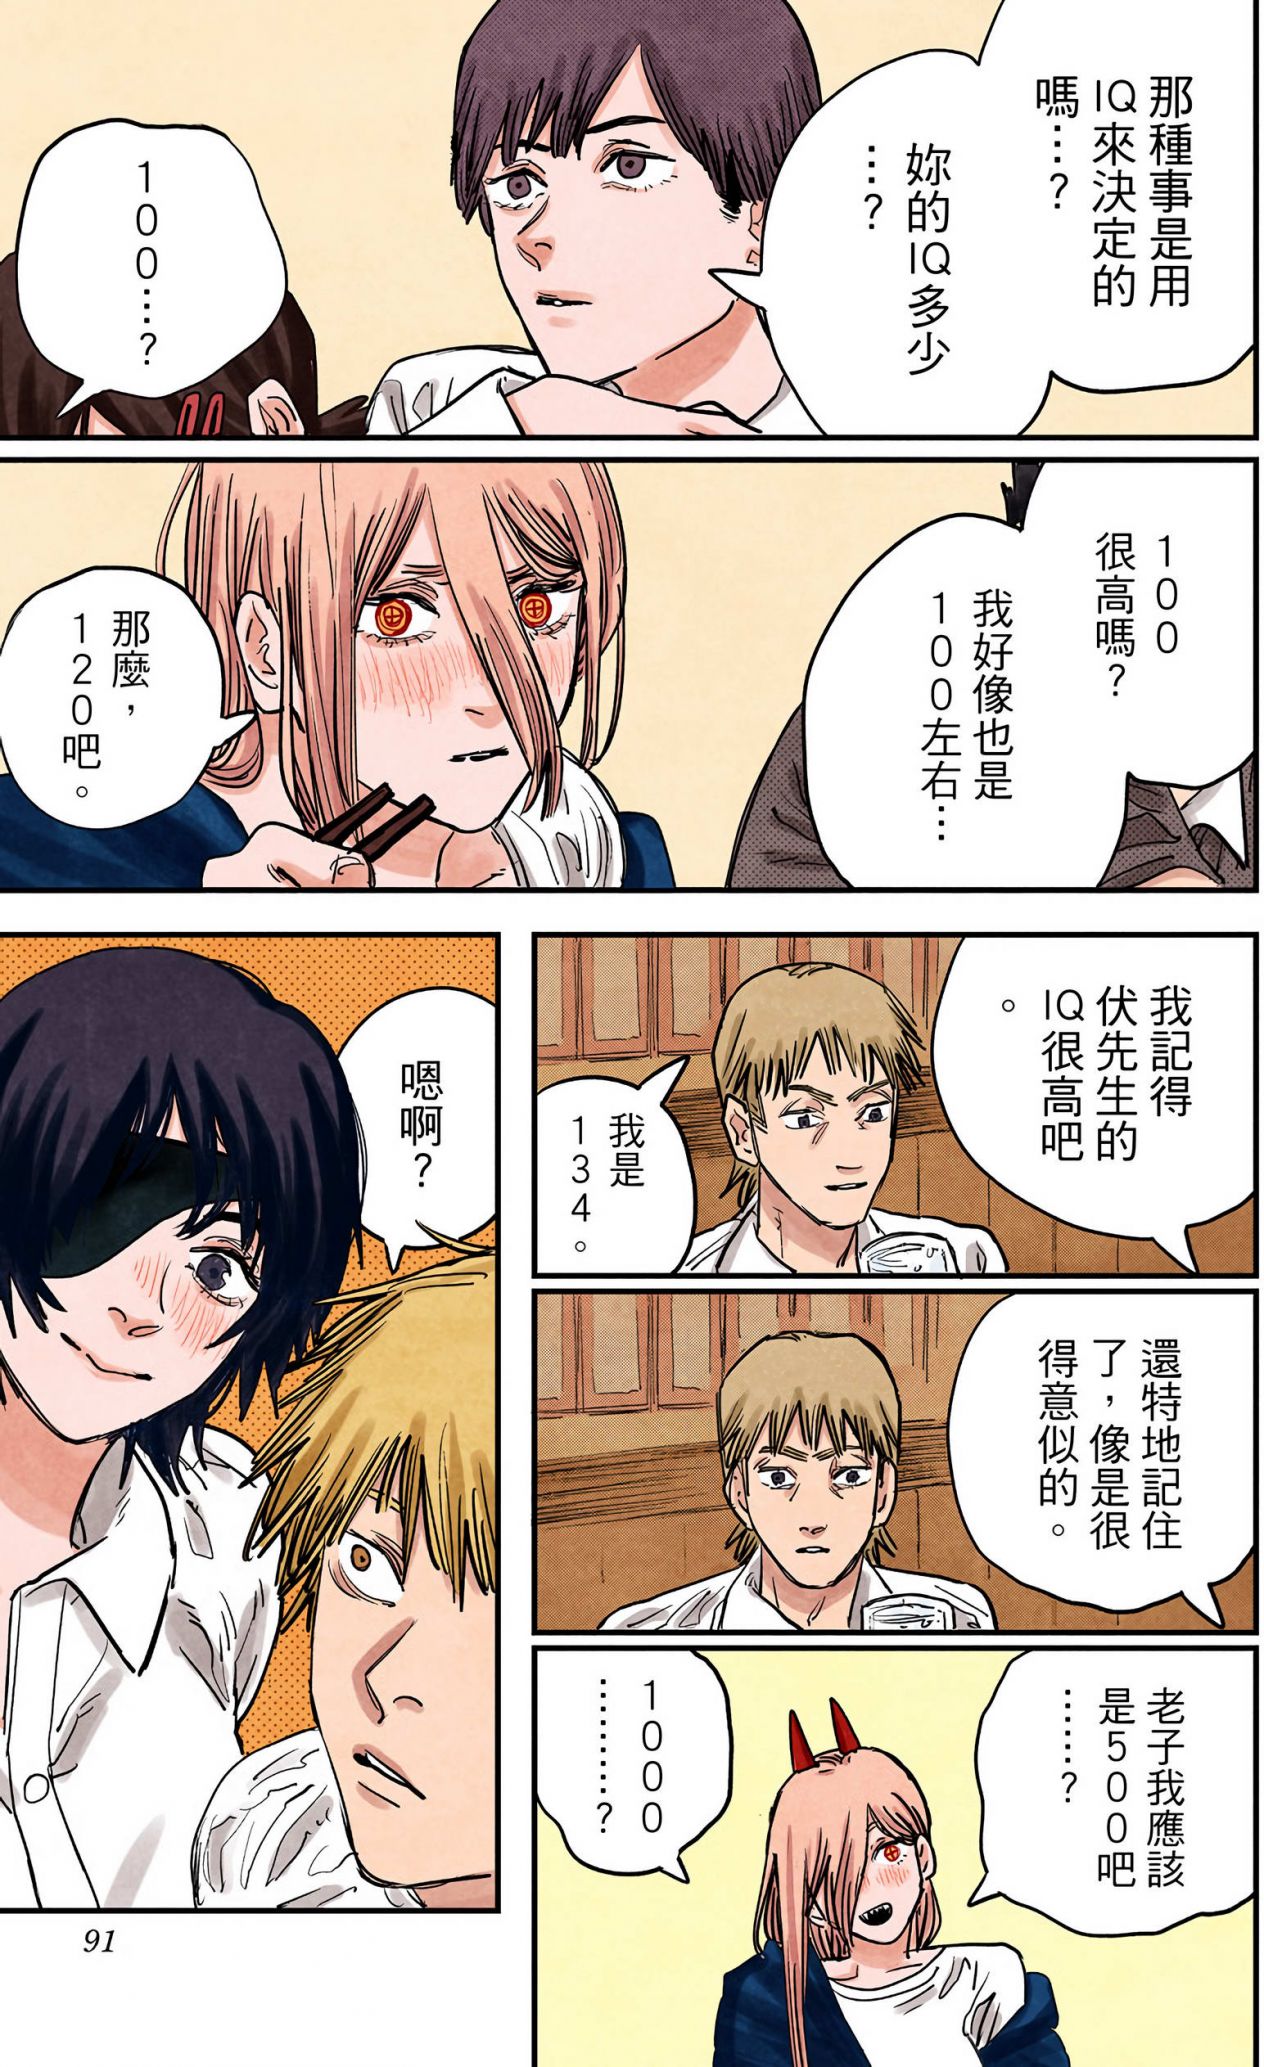 那種事是用
IQ來決定的
嗎…？
妳的IQ多少
…？
100…？
100
很高嗎？
我好像也是
100左右…
那麼，
120吧。
我記得
伏先生的
IQ很高吧
。
我是
134。
還特地記住
了，像是很
得意似的。
老子我應該
是500吧
……？
1000
……？
嗯啊？
91